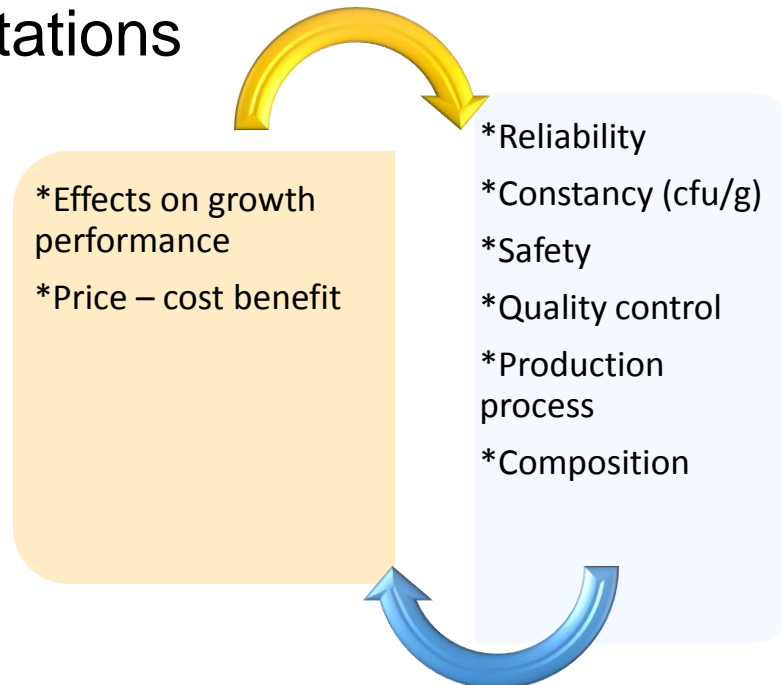 tations
*Effects on growth
performance
*Price – cost benefit
*Reliability
*Constancy (cfu/g)
*Safety
*Quality control
*Production
process
*Composition